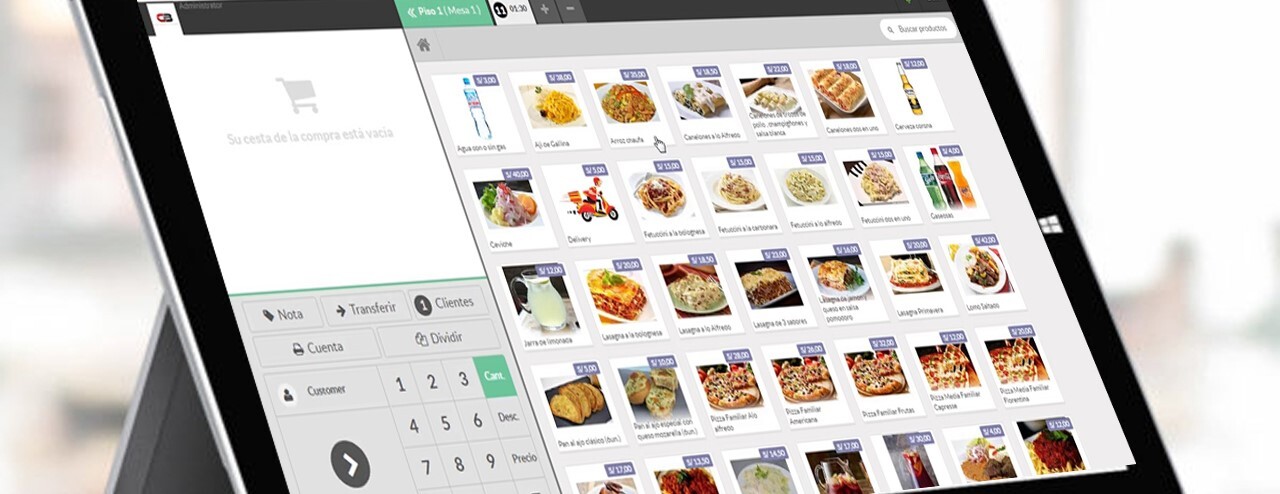 Administrator
Piso 1 ( Mesa 1 )
01:30
Buscar productos
Su cesta de la compra está vacía
S/ 3,00
S/ 28,00
S/ 25,00
S/ 18,50
S/ 22,00
S/ 18,00
S/ 12,00
Agua con o sin gas
Aji de Gallina
Arroz chaufa
Canelones a lo Alfredo
Canelones de trozos de pollo, champigñones y salsa blanca
Canelones dos en uno
Cerveza corona
S/ 40,00
S/ 5,00
S/ 15,00
S/ 15,00
S/ 15,00
S/ 15,00
S/ 4,00
Ceviche
Delivery
Fetuccini a la bolognesa
Fetuccini a la carbonara
Fetuccini a lo alfredo
Fetuccini dos en uno
Gaseosas
S/ 12,00
S/ 20,00
S/ 18,50
S/ 23,00
S/ 16,00
S/ 20,00
S/ 42,00
Jarra de limonada
Lasagna a la bolognesa
Lasagna a lo Alfredo
Lasagna de 3 sabores
Lasagna de jamon y queso en salsa pomodoro
Lasagna Primavera
Lomo Saltado
S/ 5,00
S/ 10,00
S/ 28,00
S/ 26,00
S/ 22,00
S/ 12,00
S/ 20,00
Pan al ajo clásico (6un.)
Pan al ajo especial con queso mozarella (6un.)
Pizza Familiar Alo alfredo
Pizza Familiar Americana
Pizza Familiar Frutas
Pizza Media Familiar Capresse
Pizza Media Familiar Florentina
S/ 17,00
S/ 13,50
S/ 14,50
S/ 17,00
S/ 30,00
S/ 4,00
S/ 12,00
Nota
Transferir
1 Clientes
Cuenta
Dividir
Customer
1 2 3 Cant.
4 5 6 Desc.
7 8 9 Precio